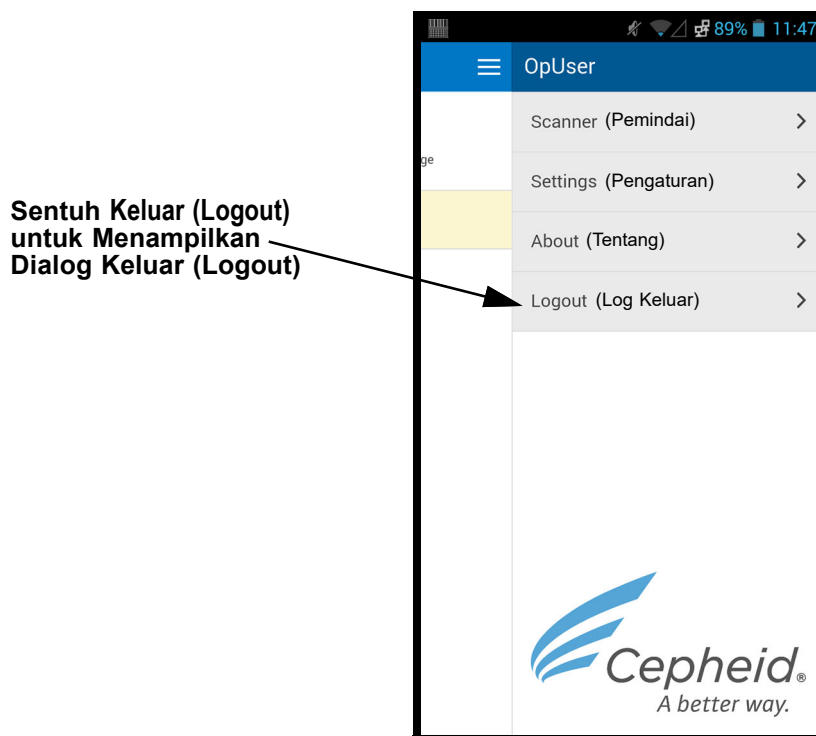 89% 11:47
OpUser
Scanner (Pemindai)
ge
Settings (Pengaturan)
Sentuh Keluar (Logout)
untuk Menampilkan
Dialog Keluar (Logout)
About (Tentang)
Logout (Log Keluar)
Cepheid®
A better way.